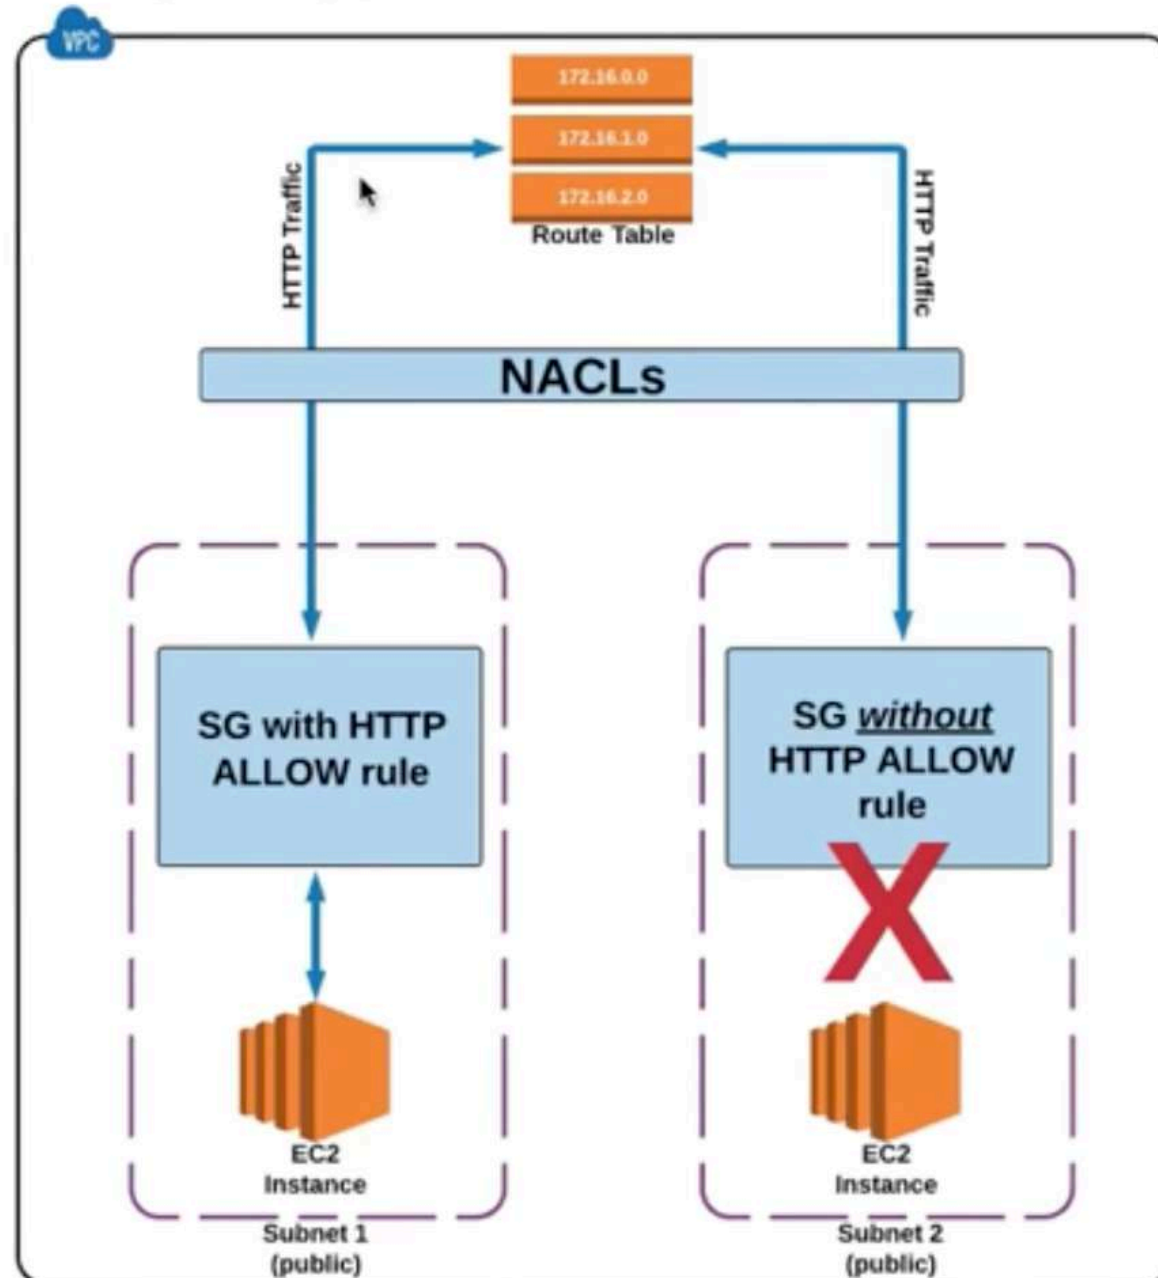 VPC
172.16.0.0
172.16.1.0
172.16.2.0
Route Table
HTTP Traffic
HTTP Traffic
NACLs
SG with HTTP
ALLOW rule
SG without
HTTP ALLOW
rule
X
EC2
Instance
EC2
Instance
Subnet 1
(public)
Subnet 2
(public)